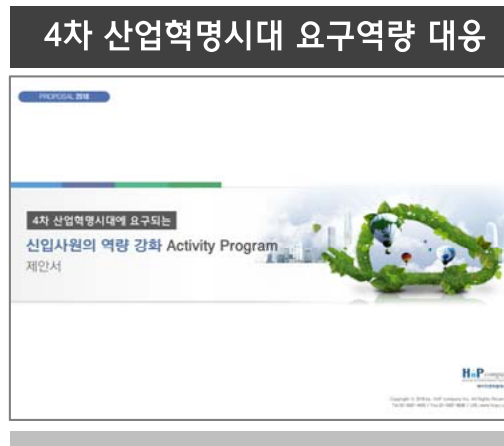 4차 산업혁명시대 요구역량 대응
PROPOSAL 2018
4차 산업혁명시대에 요구되는
신입사원의 역량 강화 Activity Program
제안서
HnP